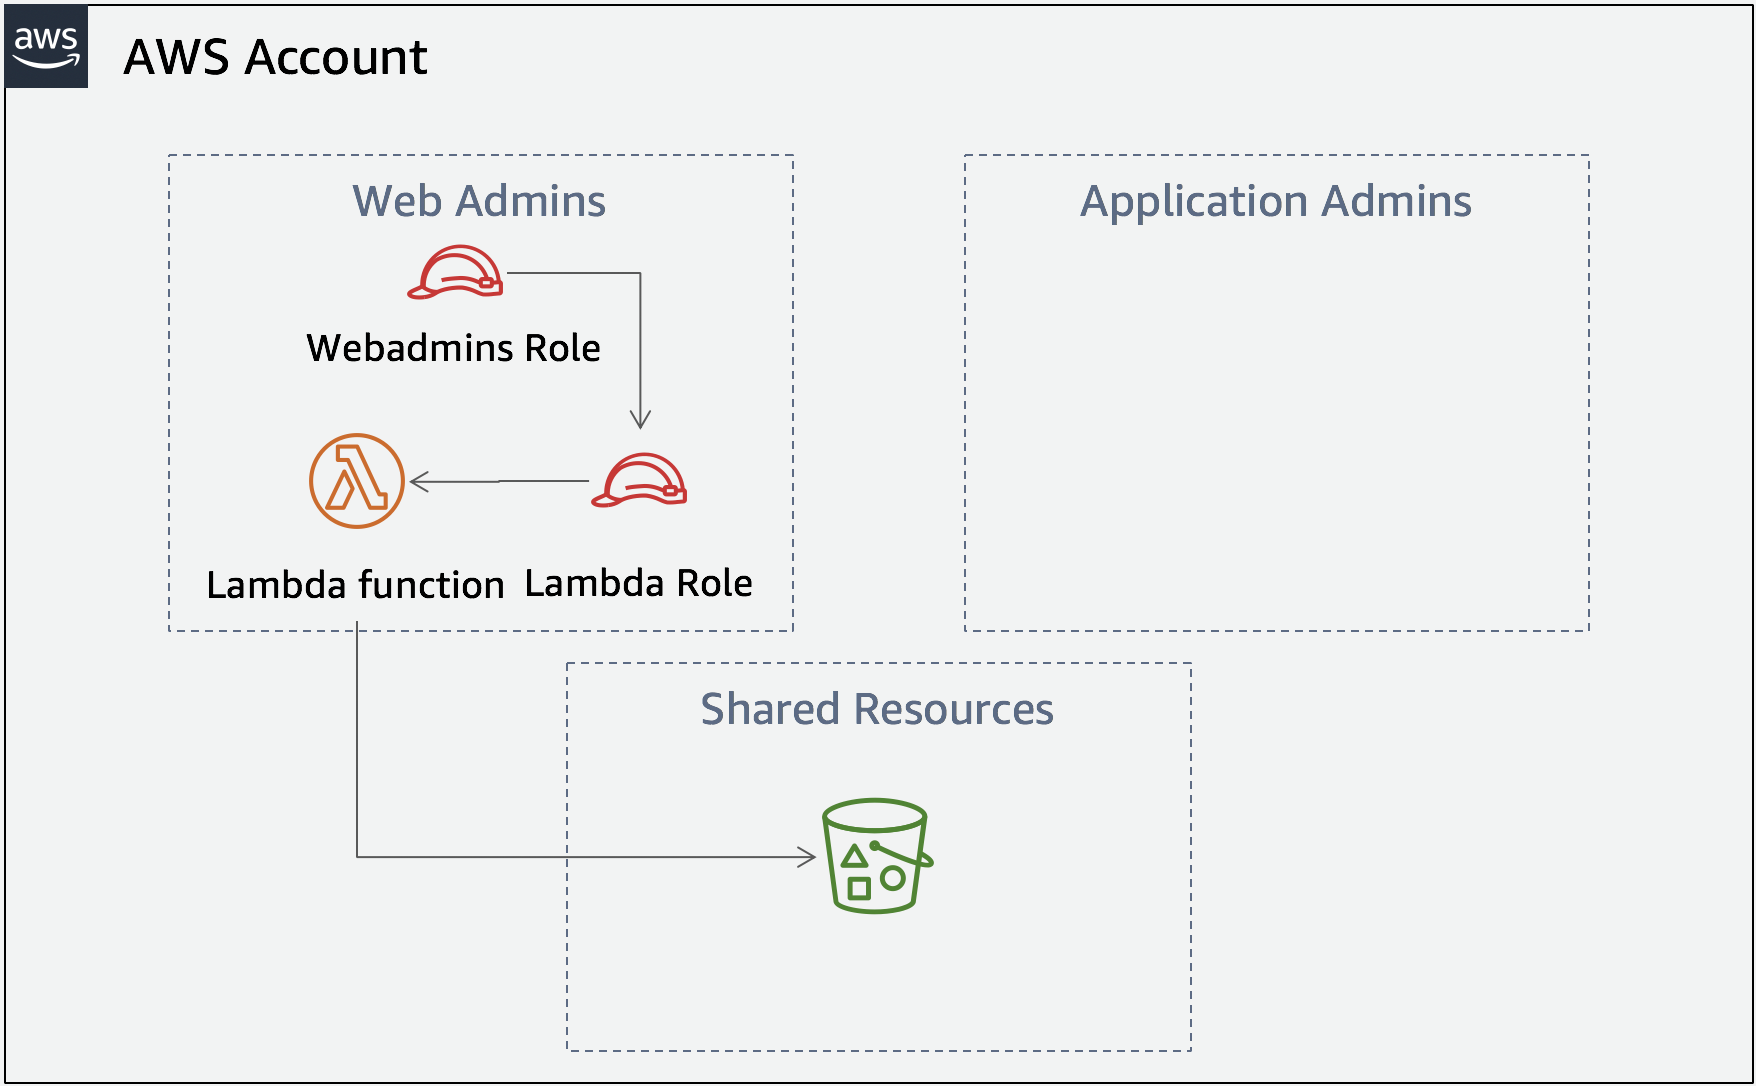 aws
AWS Account
Web Admins
Webadmins Role
Lambda function
Lambda Role
Application Admins
Shared Resources